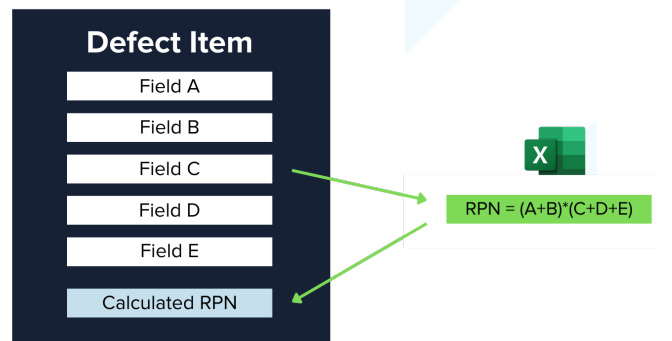 Defect Item
Field A
Field B
Field C
Field D
Field E
Calculated RPN
X
RPN = (A+B)*(C+D+E)